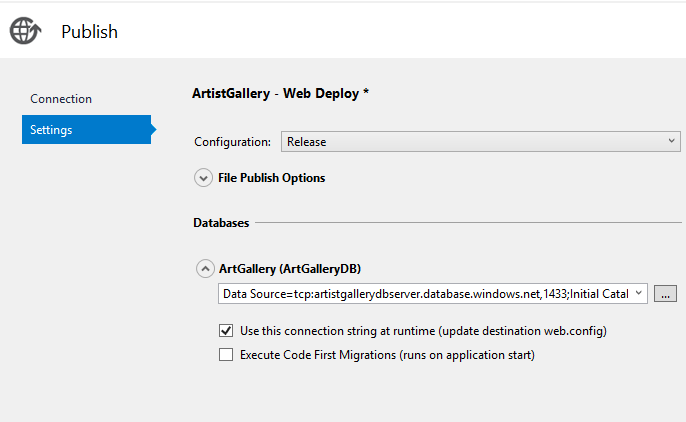 Publish
Connection
Settings
ArtistGallery - Web Deploy *
Configuration: Release
File Publish Options
Databases
ArtGallery (ArtGalleryDB)
Data Source=tcp:artistgallerydbserver.database.windows.net,1433;Initial Catal ...
Use this connection string at runtime (update destination web.config)
Execute Code First Migrations (runs on application start)